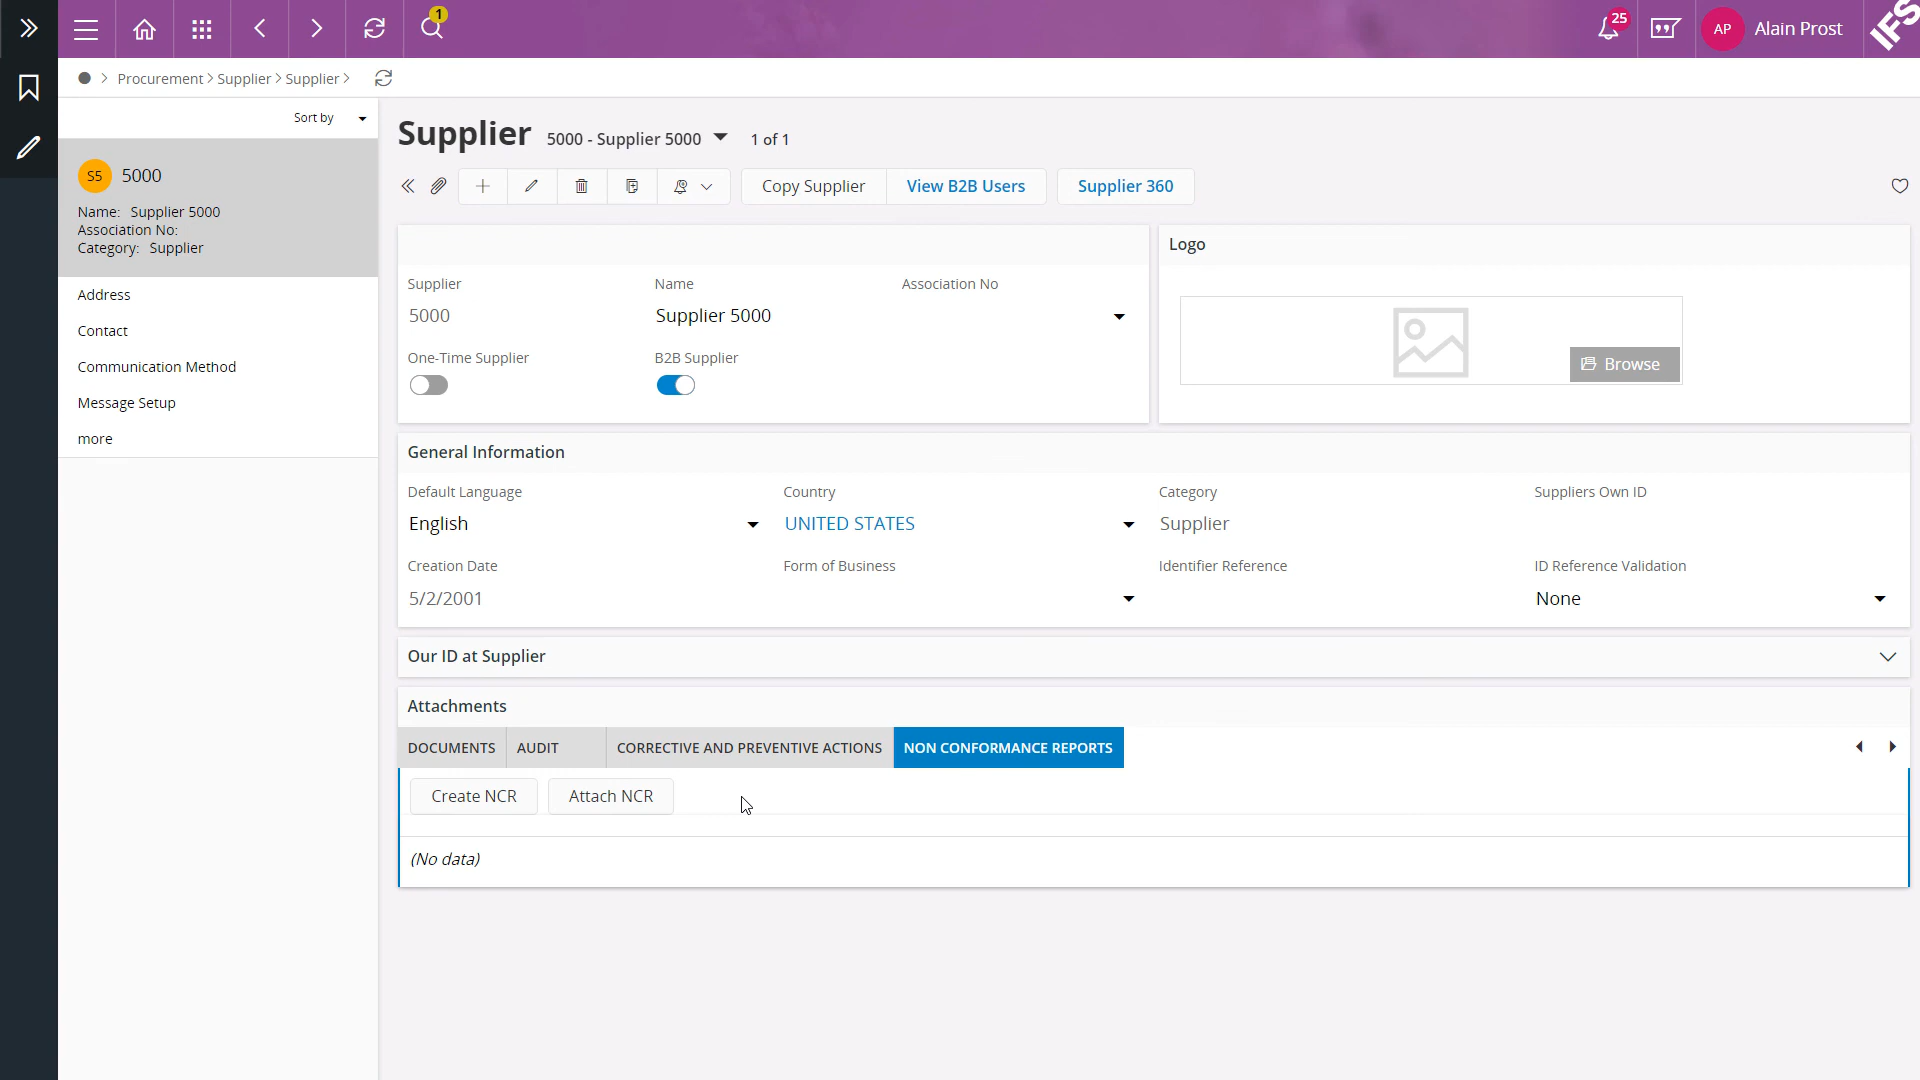 1
25
AP
Alain Prost
IFS
Procurement > Supplier > Supplier >
Sort by
S5
5000
Name: Supplier 5000
Association No:
Category: Supplier
Address
Contact
Communication Method
Message Setup
more
Supplier
5000 - Supplier 5000
1 of 1
Copy Supplier
View B2B Users
Supplier 360
Supplier
Name
Association No
5000
Supplier 5000
One-Time Supplier
B2B Supplier
Logo
Browse
General Information
Default Language
Country
Category
Suppliers Own ID
English
UNITED STATES
Supplier
Creation Date
Form of Business
Identifier Reference
ID Reference Validation
5/2/2001
None
Our ID at Supplier
Attachments
DOCUMENTS
AUDIT
CORRECTIVE AND PREVENTIVE ACTIONS
NON CONFORMANCE REPORTS
Create NCR
Attach NCR
(No data)